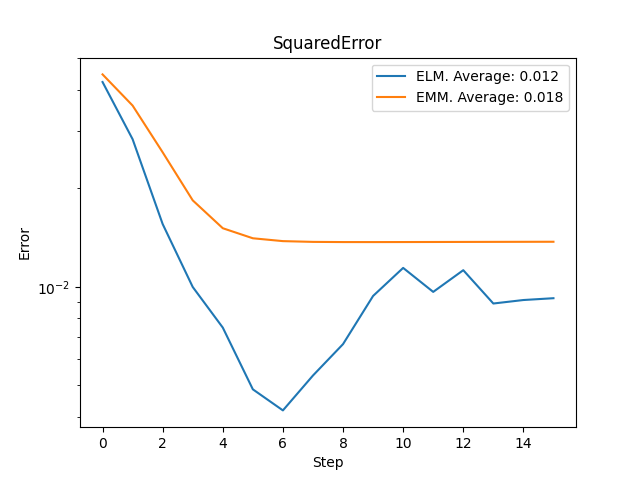 SquaredError
ELM. Average: 0.012
EMM. Average: 0.018
Error
10⁻²
0 2 4 6 8 10 12 14
Step